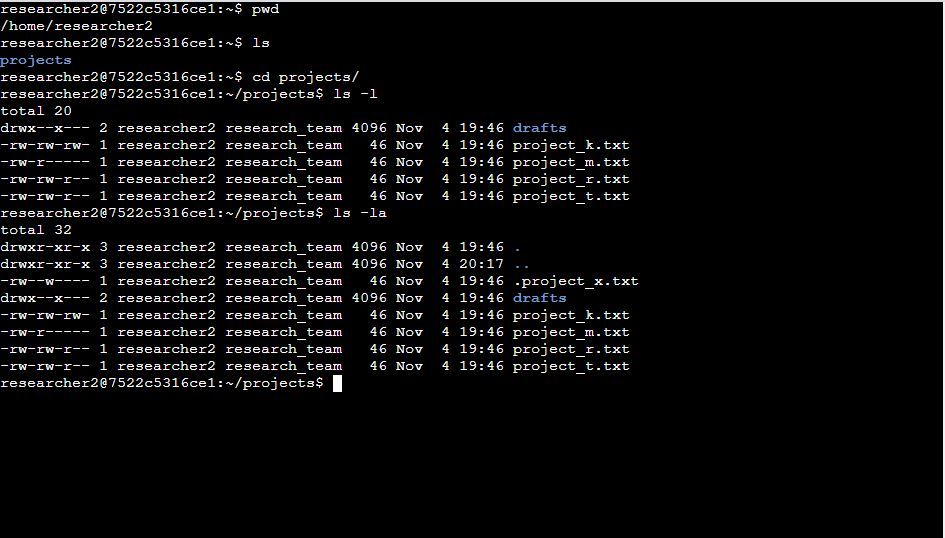 researcher2@7522c5316ce1:~$ pwd
/home/researcher2
researcher2@7522c5316ce1:~$ ls
projects
researcher2@7522c5316ce1:~$ cd projects/
researcher2@7522c5316ce1:~/projects$ ls -l
total 20
drwx--x--- 2 researcher2 research_team 4096 Nov  4 19:46 drafts
-rw-rw-rw- 1 researcher2 research_team   46 Nov  4 19:46 project_k.txt
-rw-r----- 1 researcher2 research_team   46 Nov  4 19:46 project_m.txt
-rw-rw-r-- 1 researcher2 research_team   46 Nov  4 19:46 project_r.txt
-rw-rw-r-- 1 researcher2 research_team   46 Nov  4 19:46 project_t.txt
researcher2@7522c5316ce1:~/projects$ ls -la
total 32
drwxr-xr-x 3 researcher2 research_team 4096 Nov  4 19:46 .
drwxr-xr-x 3 researcher2 research_team 4096 Nov  4 20:17 ..
-rw--w---- 1 researcher2 research_team   46 Nov  4 19:46 .project_x.txt
drwx--x--- 2 researcher2 research_team 4096 Nov  4 19:46 drafts
-rw-rw-rw- 1 researcher2 research_team   46 Nov  4 19:46 project_k.txt
-rw-r----- 1 researcher2 research_team   46 Nov  4 19:46 project_m.txt
-rw-rw-r-- 1 researcher2 research_team   46 Nov  4 19:46 project_r.txt
-rw-rw-r-- 1 researcher2 research_team   46 Nov  4 19:46 project_t.txt
researcher2@7522c5316ce1:~/projects$